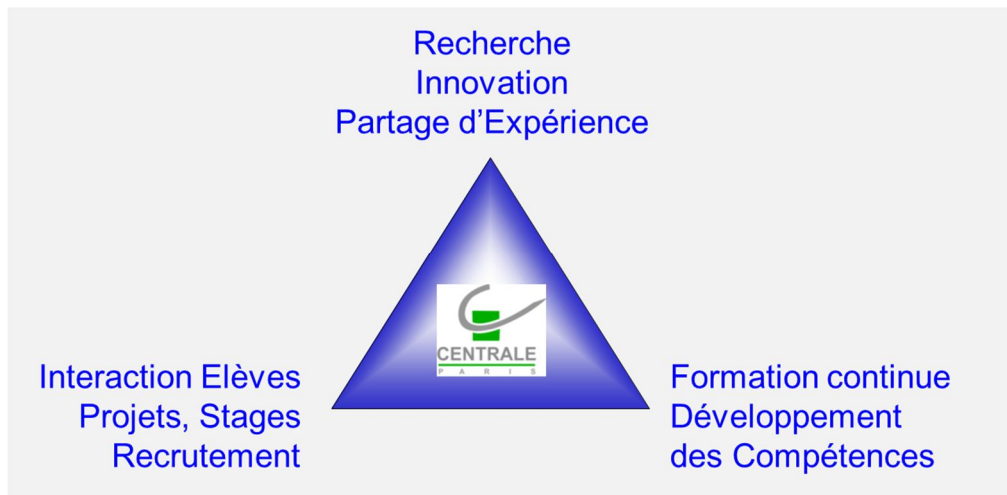 Recherche
Innovation
Partage d'Expérience
CENTRALE
PARIS
Interaction Elèves
Projets, Stages
Recrutement
Formation continue
Développement
des Compétences